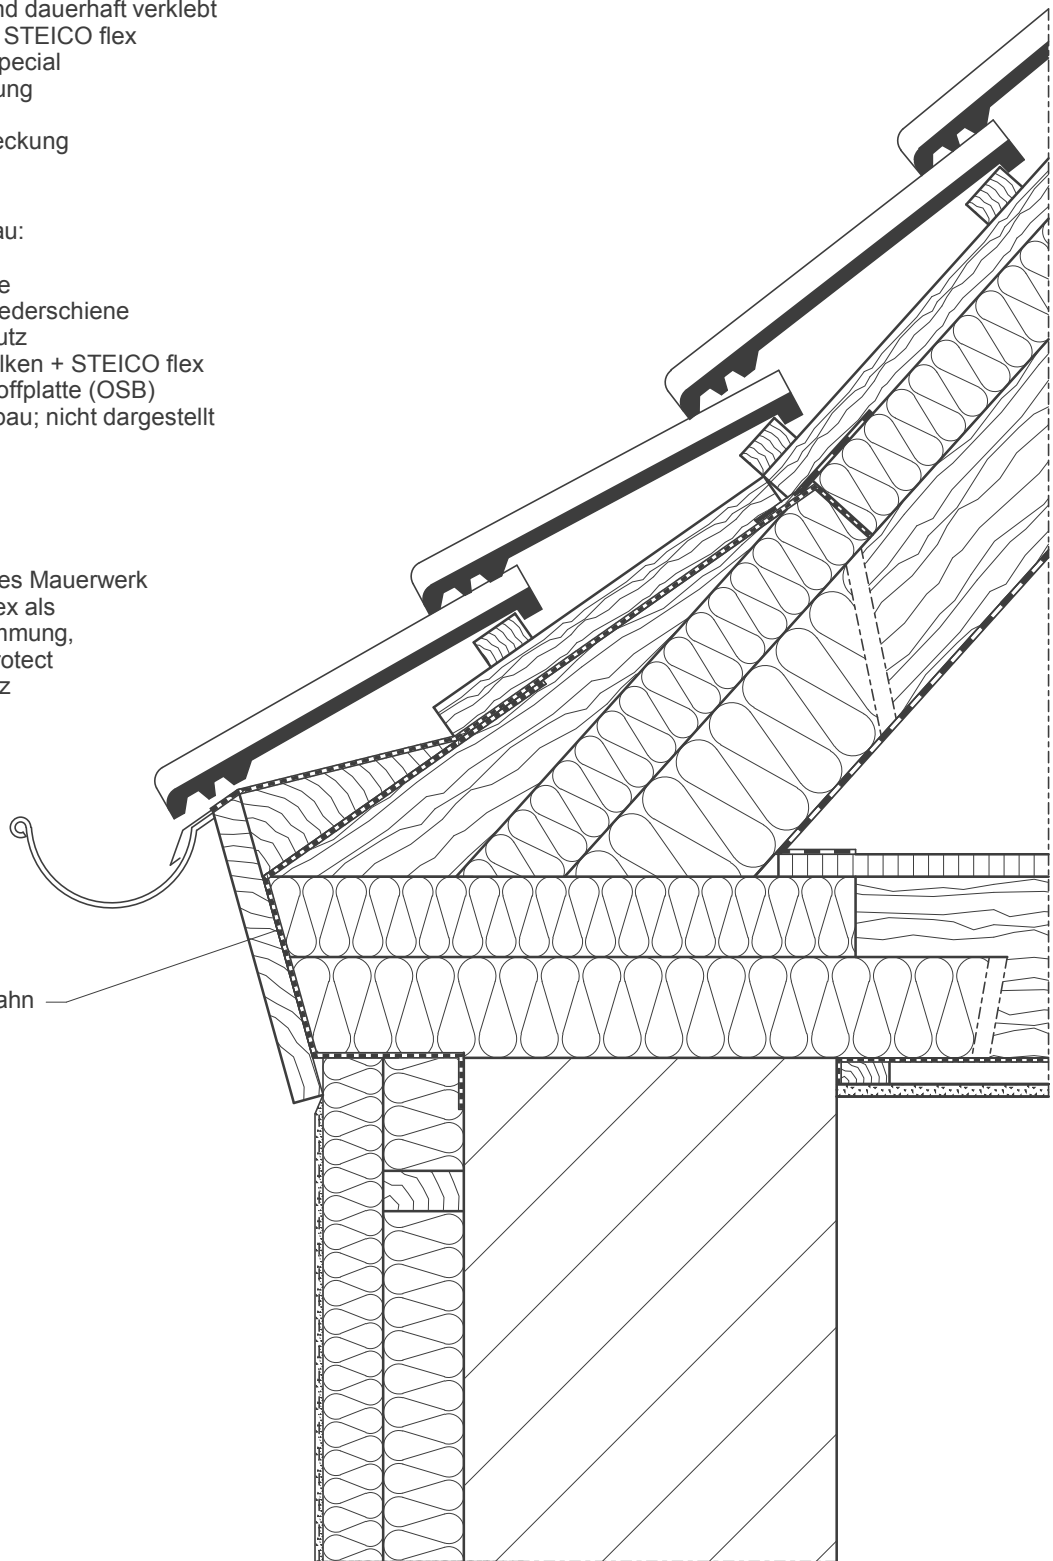 nd dauerhaft verklebt
STEICO flex
pecial
ung
eckung
au:
e
ederschiene
utz
lken + STEICO flex
offplatte (OSB)
bau; nicht dargestellt
es Mauerwerk
ex als
mmung,
rotect
z
ahn